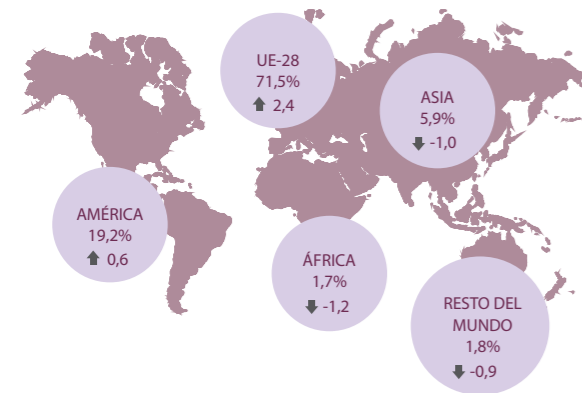 UE-28
71,5%
2,4
ASIA
5,9%
-1,0
AMÉRICA
19,2%
0,6
ÁFRICA
1,7%
-1,2
RESTO DEL
MUNDO
1,8%
-0,9